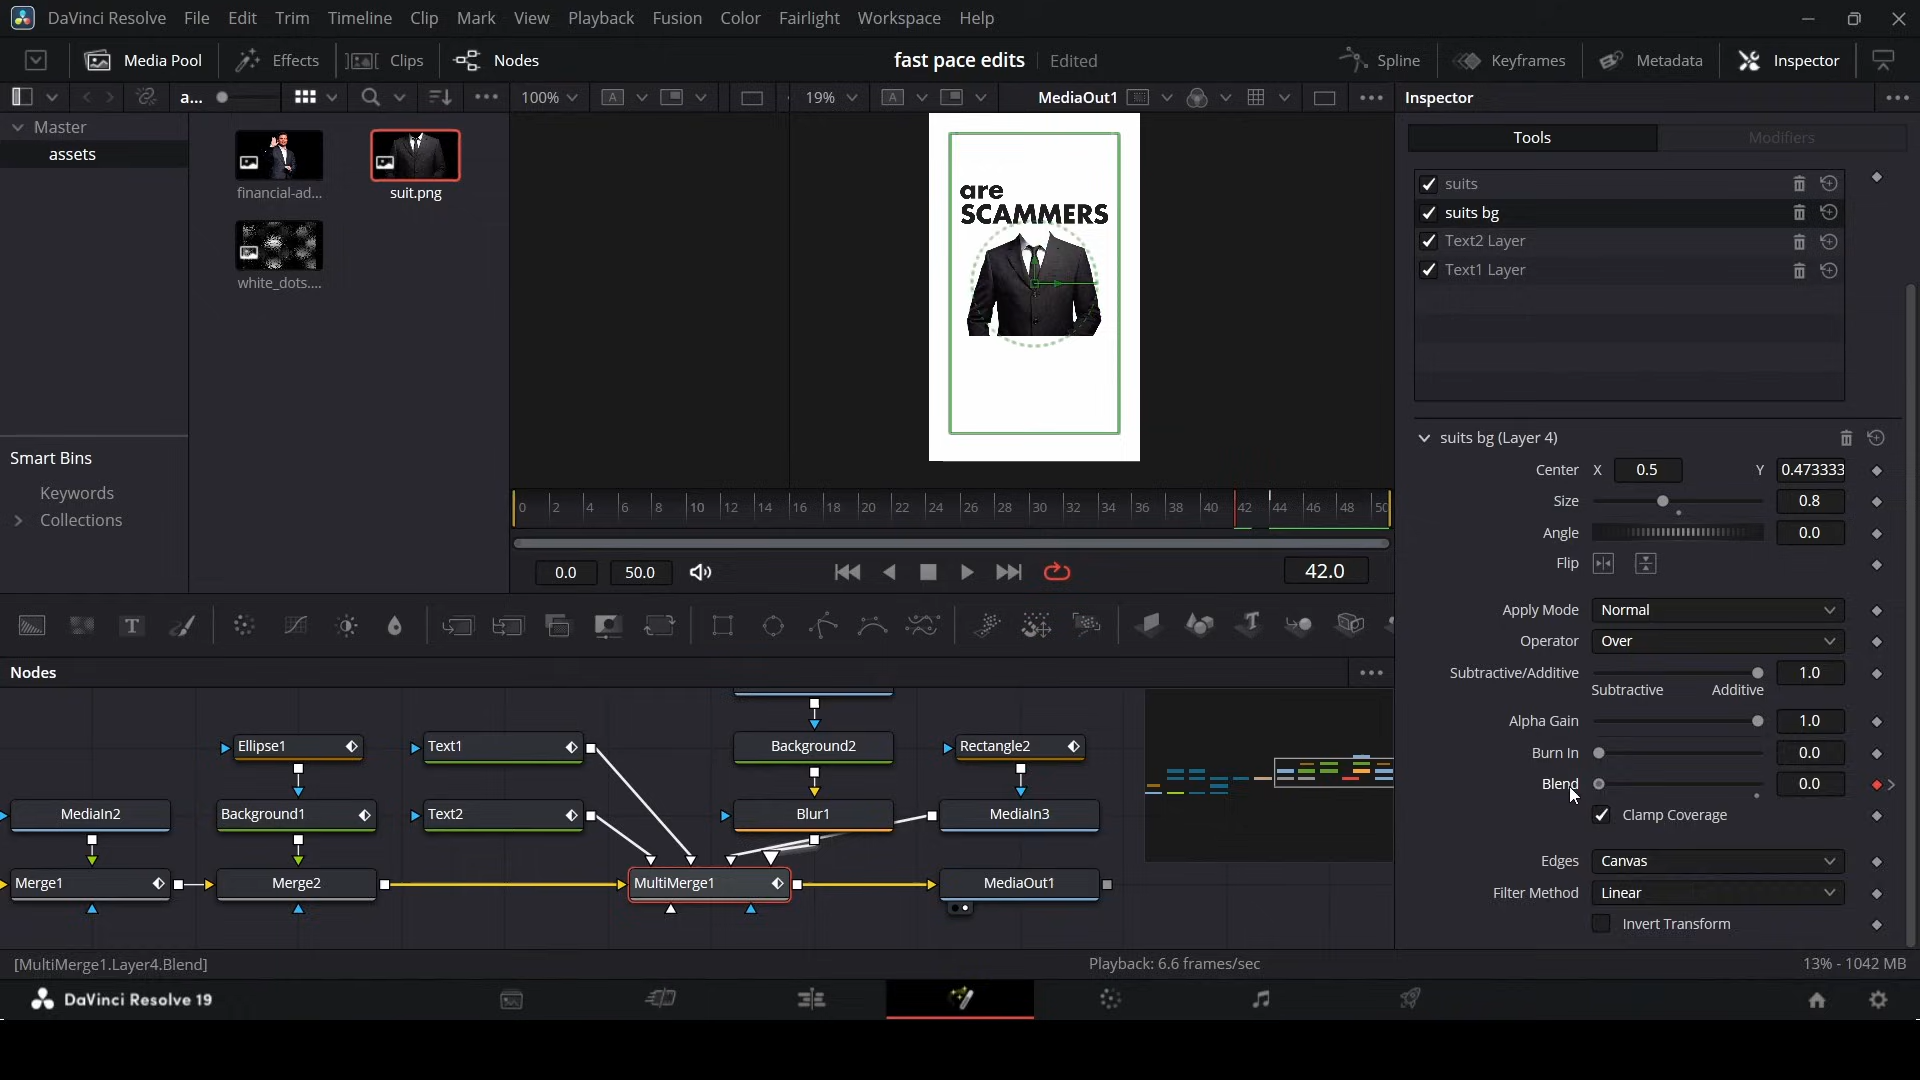 DaVinci Resolve File Edit Trim Timeline Clip Mark View Playback Fusion Color Fairlight Workspace Help
Media Pool Effects Clips Nodes fast pace edits Edited Spline Keyframes Metadata Inspector
a... 100% A 19% A MediaOut1 Inspector
Master
assets
financial-ad...
suit.png
white_dots....
Smart Bins
Keywords
Collections
are
SCAMMERS
Tools Modifiers
suits
suits bg
Text2 Layer
Text1 Layer
suits bg (Layer 4)
Center X 0.5 Y 0.473333
Size 0.8
Angle 0.0
Flip
Apply Mode Normal
Operator Over
Subtractive/Additive 1.0
Subtractive Additive
Alpha Gain 1.0
Burn In 0.0
Blend 0.0
Clamp Coverage
Edges Canvas
Filter Method Linear
Invert Transform
0 2 4 6 8 10 12 14 16 18 20 22 24 26 28 30 32 34 36 38 40 42 44 46 48 50
0.0 50.0 42.0
T T
Nodes
Ellipse1 Text1 Background2 Rectangle2
MediaIn2 Background1 Text2 Blur1 MediaIn3
Merge1 Merge2 MultiMerge1 MediaOut1
[MultiMerge1.Layer4.Blend] Playback: 6.6 frames/sec 13% - 1042 MB
DaVinci Resolve 19